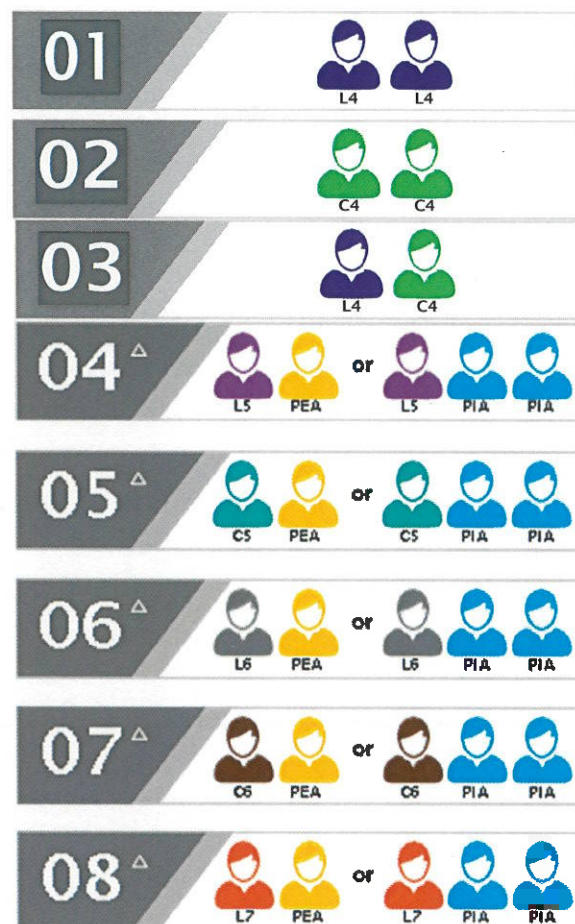 01
L4 L4
02
C4 C4
03
L4 C4
04 △ or
L5 PEA L5 PIA PIA
05 △ or
C5 PEA C5 PIA PIA
06 △ or
L6 PEA L6 PIA PIA
07 △ or
C6 PEA C6 PIA PIA
08 △ or
L7 PEA L7 PIA PIA